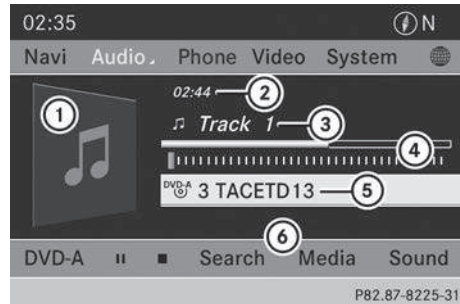 02:35 N
Navi Audio Phone Video System
02:44 2
1 Track 1 3
4
DVD-A 3 TACETD13 5
6
DVD-A Search Media Sound
P82.87-8225-31